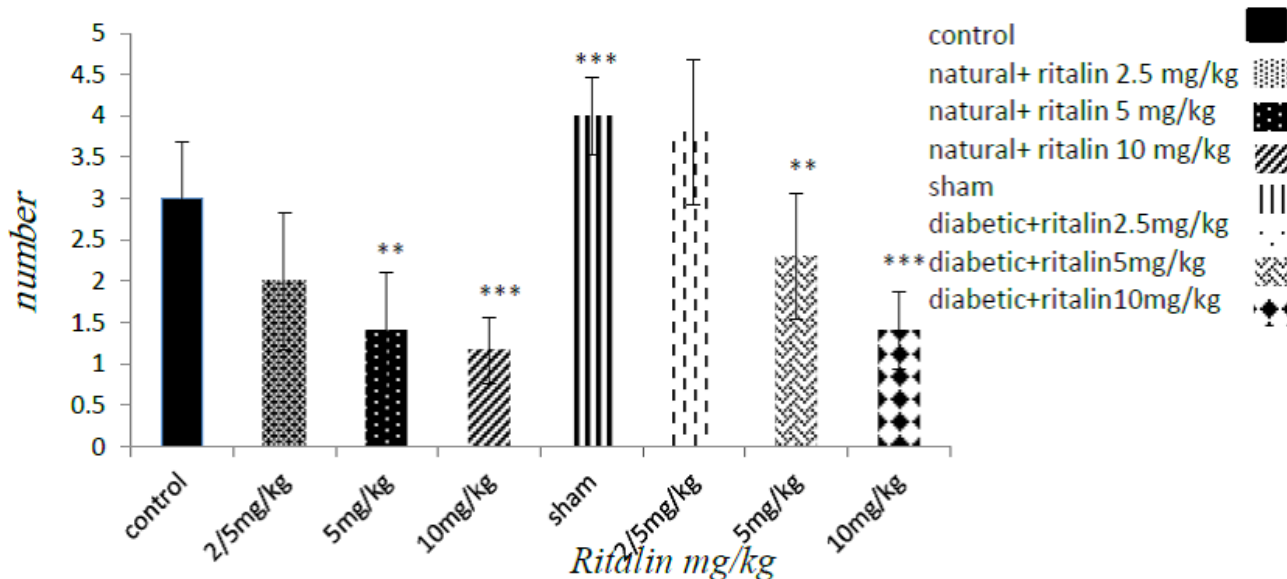 5
4.5
4
3.5
3
2.5
2
1.5
1
0.5
0
number
***
**
**
***
***
control
2/5mg/kg
5mg/kg
10mg/kg
sham
2/5mg/kg
5mg/kg
10mg/kg
Ritalin mg/kg
control
natural+ ritalin 2.5 mg/kg
natural+ ritalin 5 mg/kg
natural+ ritalin 10 mg/kg
sham
diabetic+ritalin2.5mg/kg
diabetic+ritalin5mg/kg
diabetic+ritalin10mg/kg